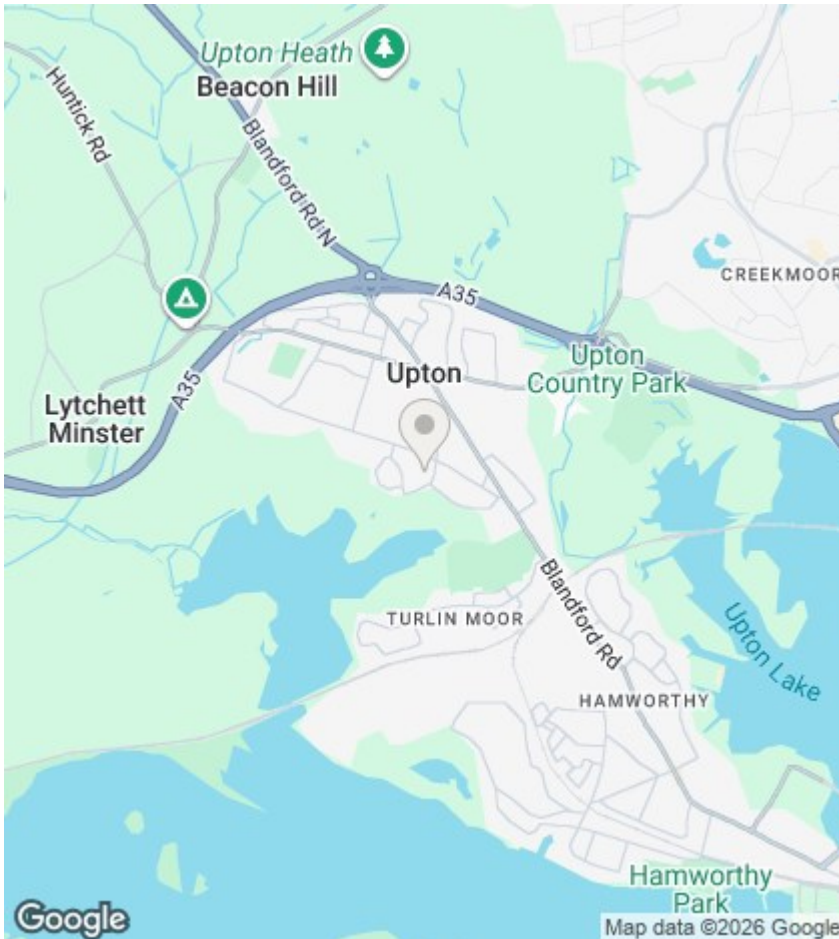 Upton Heath
Beacon Hill
Huntick Rd
Blandford Rd N
CREEKMOOR
A35
Upton
Country Park
Upton
A35
Lytchett
Minster
Blandford Rd
TURLIN MOOR
Upton Lake
HAMWORTHY
Hamworthy
Park
Google
Map data ©2026 Google